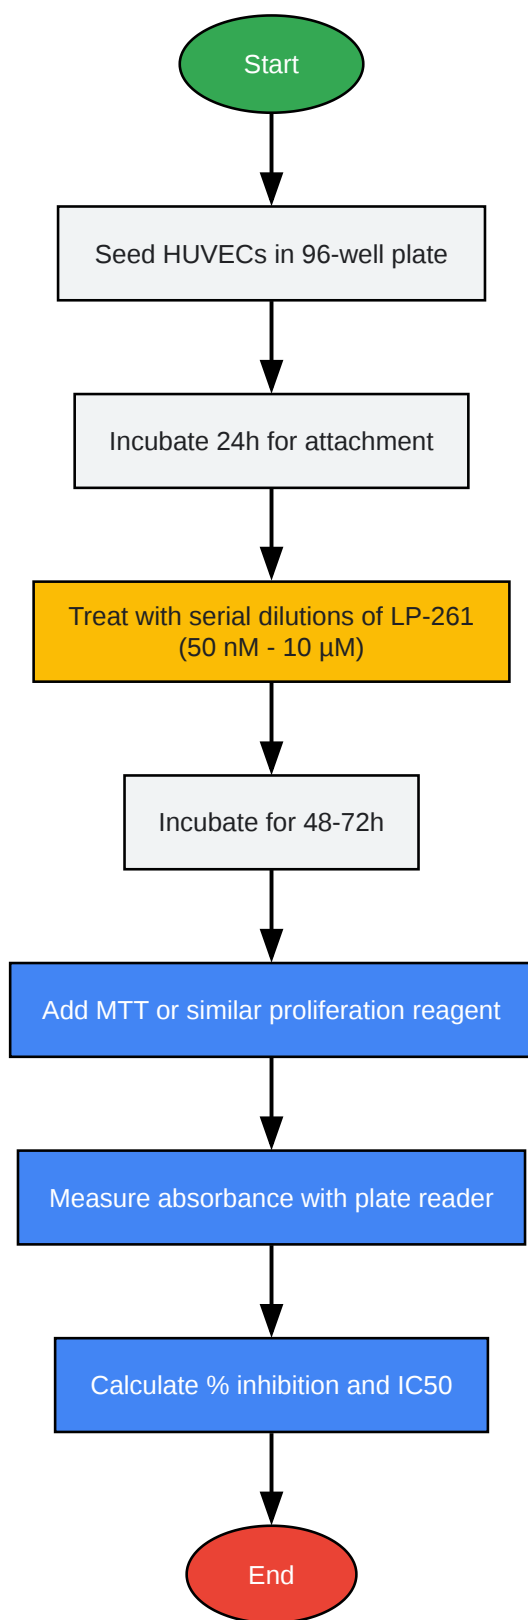 Start
Seed HUVECs in 96-well plate
Incubate 24h for attachment
Treat with serial dilutions of LP-261
(50 nM - 10 µM)
Incubate for 48-72h
Add MTT or similar proliferation reagent
Measure absorbance with plate reader
Calculate % inhibition and IC50
End